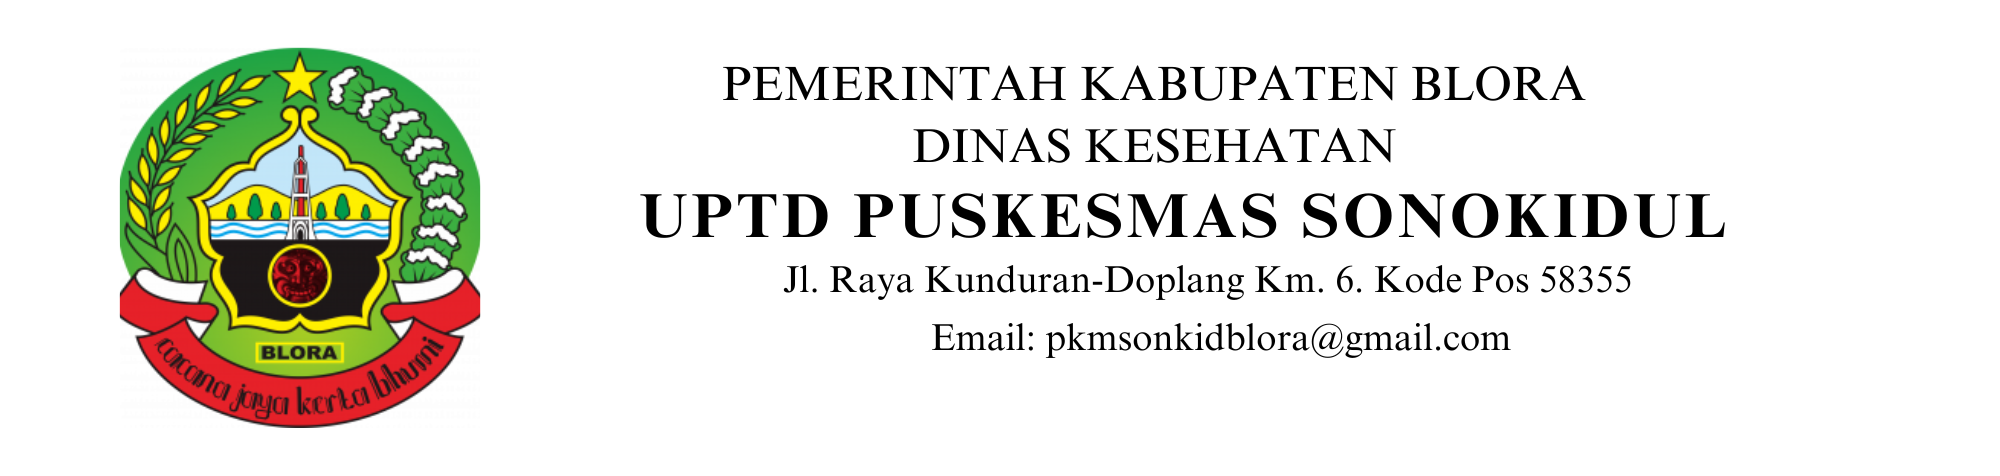 PEMERINTAH KABUPATEN BLORA
DINAS KESEHATAN
UPTD PUSKESMAS SONOKIDUL
Jl. Raya Kunduran-Doplang Km. 6. Kode Pos 58355
Email: pkmsonkidblora@gmail.com
BLORA
cacana jaya kerta bhumi